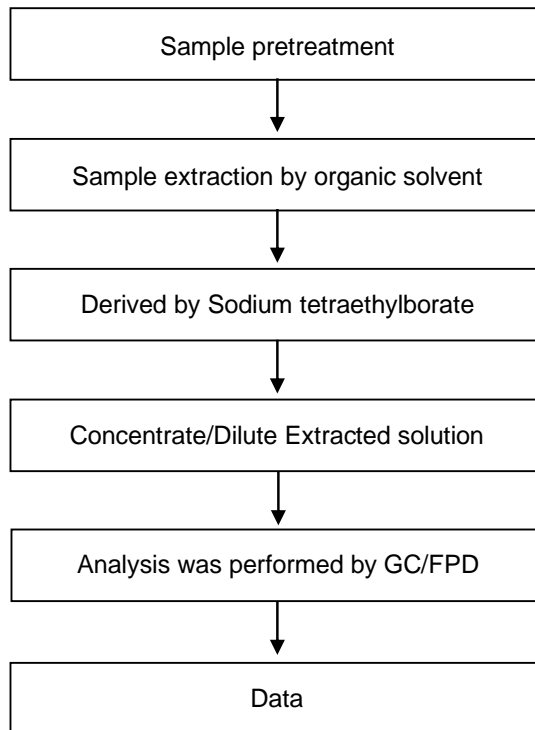 Sample pretreatment
Sample extraction by organic solvent
Derived by Sodium tetraethylborate
Concentrate/Dilute Extracted solution
Analysis was performed by GC/FPD
Data